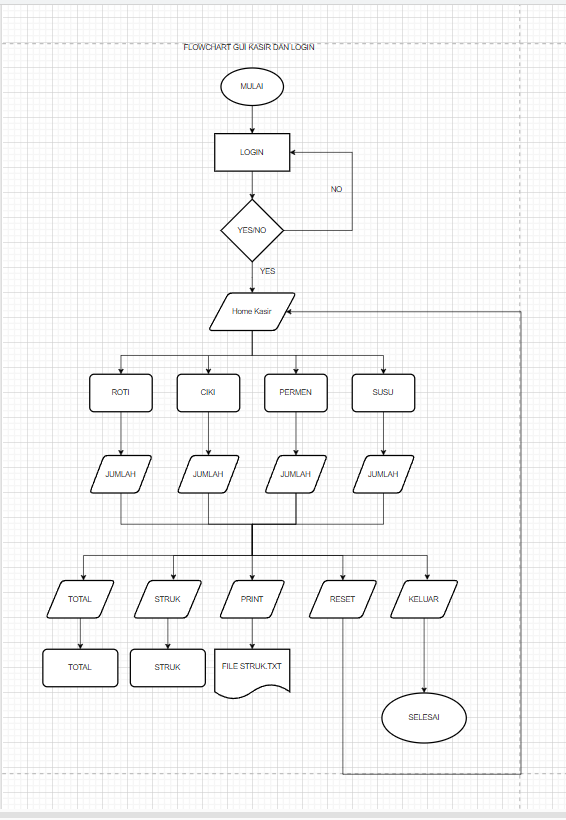 FLOWCHART GUI KASIR DAN LOGIN
MULAI
LOGIN
NO
YES/NO
YES
Home Kasir
ROTI
CIKI
PERMEN
SUSU
JUMLAH
JUMLAH
JUMLAH
JUMLAH
TOTAL
STRUK
PRINT
RESET
KELUAR
TOTAL
STRUK
FILE STRUK.TXT
SELESAI